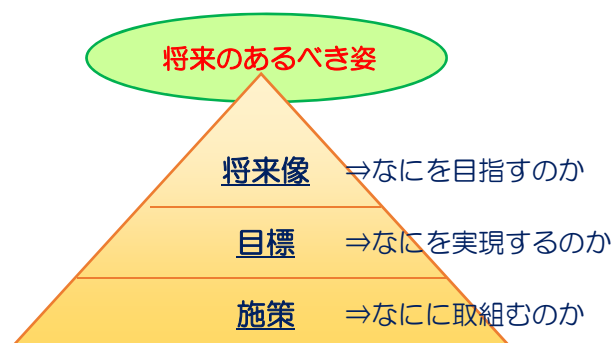 将来のあるべき姿
将来像 ⇒なにを目指すのか
目標 ⇒なにを実現するのか
施策 ⇒なにに取組むのか